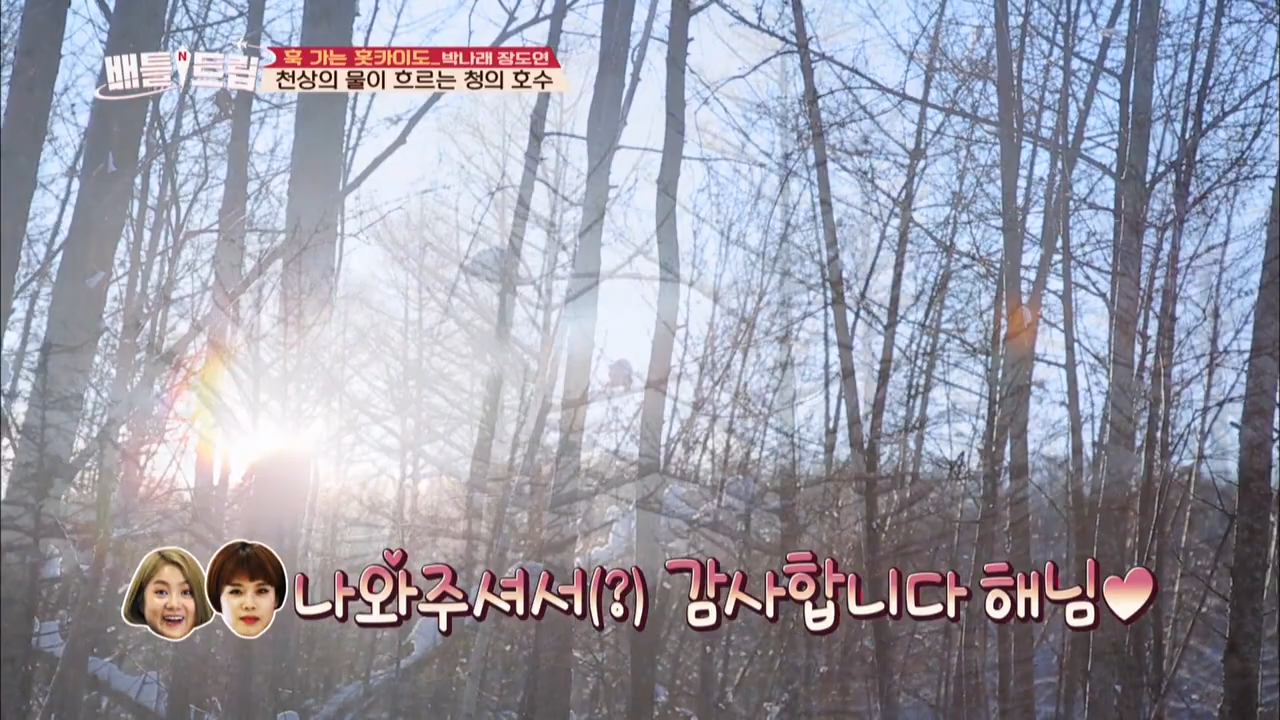 배틀트립
훅 가는 홋카이도_박나래 장도연
천상의 물이 흐르는 청의 호수
나와주셔서(?) 감사합니다 해님♥